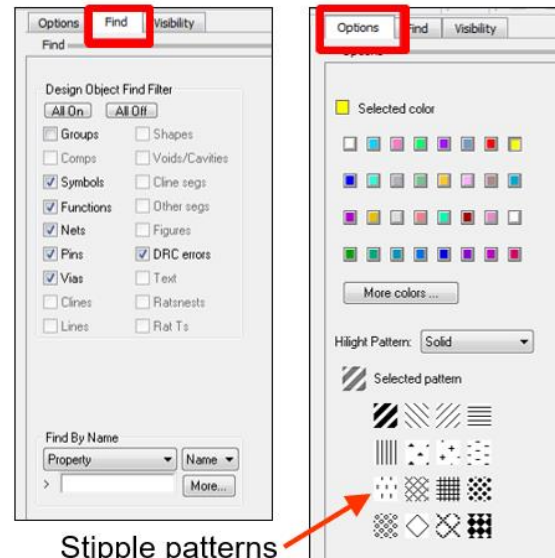 Options Find Visibility
Find
Design Object Find Filter
All On All Off
Groups Shapes
Comps Voids/Cavities
Symbols Cline segs
Functions Other segs
Nets Figures
Pins DRC errors
Vias Text
Clines Ratsnests
Lines Rat Ts
Find By Name
Property Name
> More...
Options Find Visibility
Options
Selected color
More colors ...
Hilight Pattern: Solid
Selected pattern
Stipple patterns